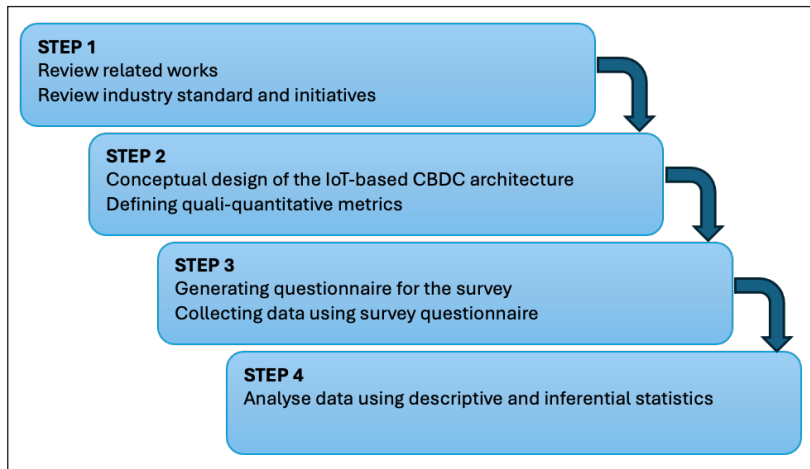 STEP 1
Review related works
Review industry standard and initiatives
STEP 2
Conceptual design of the IoT-based CBDC architecture
Defining quali-quantitative metrics
STEP 3
Generating questionnaire for the survey
Collecting data using survey questionnaire
STEP 4
Analyse data using descriptive and inferential statistics